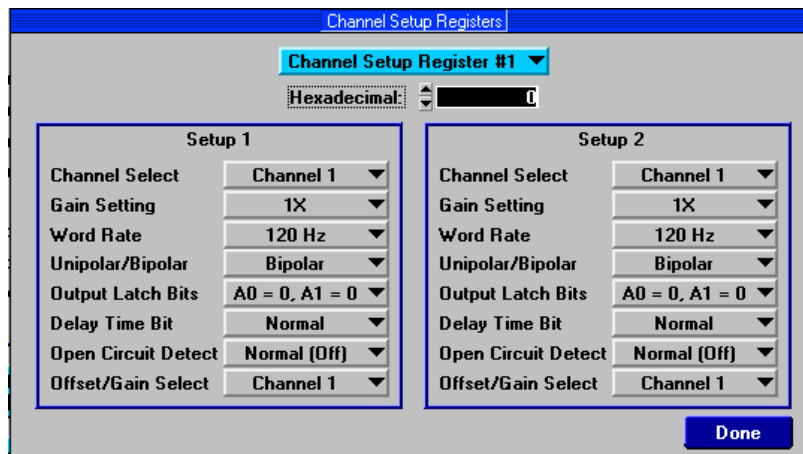 Channel Setup Registers
Channel Setup Register #1
Hexadecimal: 0
Setup 1
Channel Select Channel 1
Gain Setting 1X
Word Rate 120 Hz
Unipolar/Bipolar Bipolar
Output Latch Bits A0 = 0, A1 = 0
Delay Time Bit Normal
Open Circuit Detect Normal (Off)
Offset/Gain Select Channel 1
Setup 2
Channel Select Channel 1
Gain Setting 1X
Word Rate 120 Hz
Unipolar/Bipolar Bipolar
Output Latch Bits A0 = 0, A1 = 0
Delay Time Bit Normal
Open Circuit Detect Normal (Off)
Offset/Gain Select Channel 1
Done